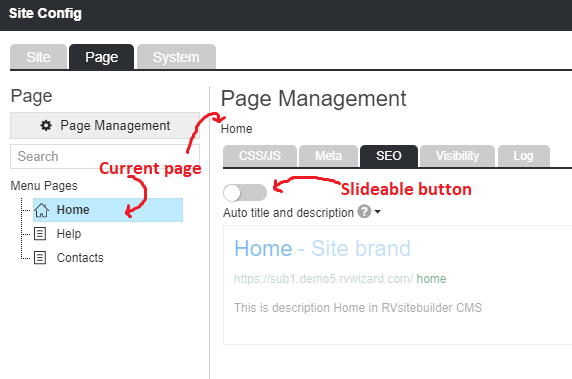 Site Config
Site Page System
Page
Page Management
Search
Menu Pages
Home
Help
Contacts
Current page
Page Management
Home
CSS/JS Meta SEO Visibility Log
Slideable button
Auto title and description ?
Home - Site brand
https://sub1.demo5.rvwizard.com/ home
This is description Home in RVsitebuilder CMS